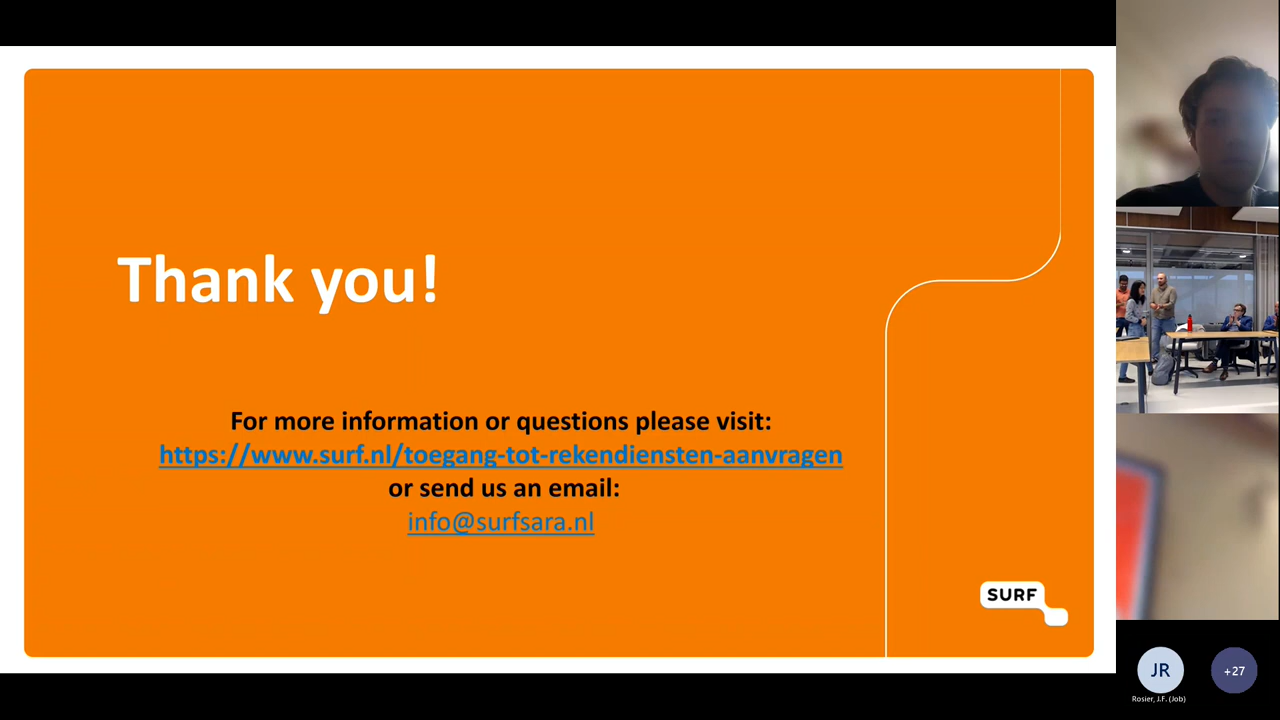 Thank you!
For more information or questions please visit:
https://www.surf.nl/toegang-tot-rekendiensten-aanvragen
or send us an email:
info@surfsara.nl
SURF
JR
+27
Rosier, J.F. (Job)